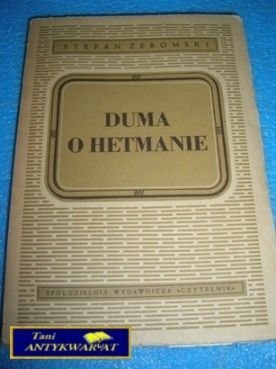 STEFAN ŻEROMSKI
DUMA
O HETMANIE
SPÓŁDZIELNIA WYDAWNICZA «CZYTELNIK»
Tani
ANTYKWARIAT